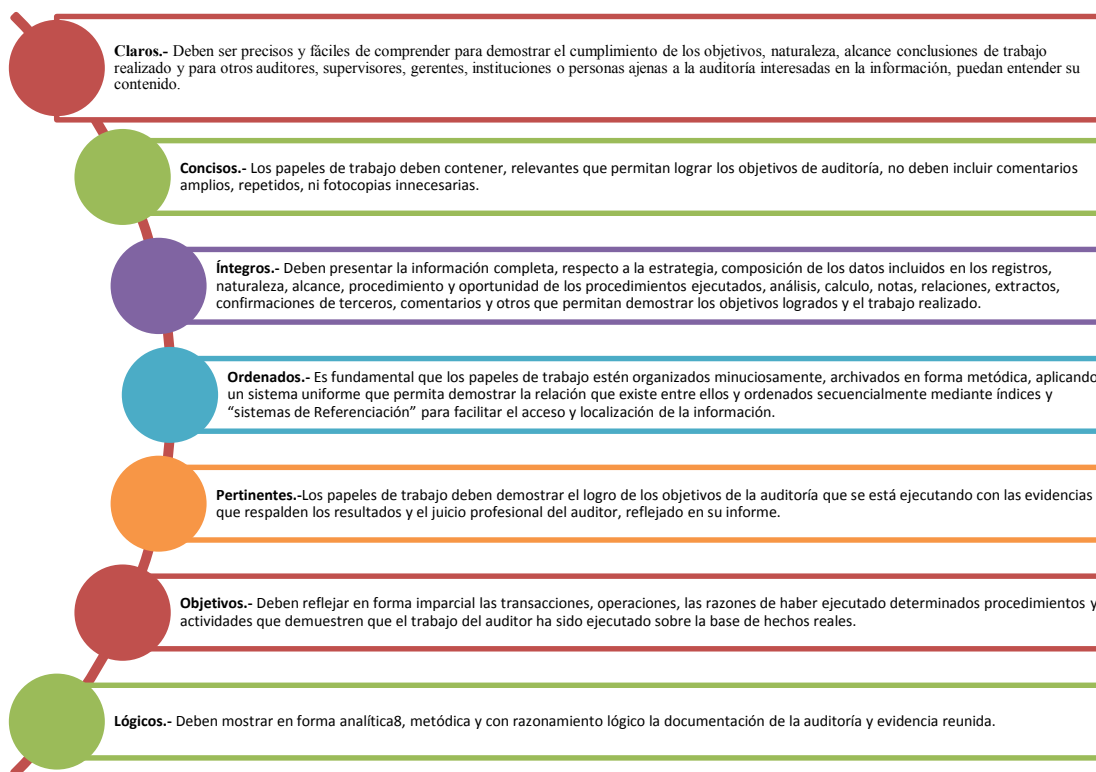 Claros.- Deben ser precisos y fáciles de comprender para demostrar el cumplimiento de los objetivos, naturaleza, alcance conclusiones de trabajo
realizado y para otros auditores, supervisores, gerentes, instituciones o personas ajenas a la auditoría interesadas en la información, puedan entender su
contenido.
Concisos.- Los papeles de trabajo deben contener, relevantes que permitan lograr los objetivos de auditoría, no deben incluir comentarios
amplios, repetidos, ni fotocopias innecesarias.
Íntegros.- Deben presentar la información completa, respecto a la estrategia, composición de los datos incluidos en los registros,
naturaleza, alcance, procedimiento y oportunidad de los procedimientos ejecutados, análisis, calculo, notas, relaciones, extractos,
confirmaciones de terceros, comentarios y otros que permitan demostrar los objetivos logrados y el trabajo realizado.
Ordenados.- Es fundamental que los papeles de trabajo estén organizados minuciosamente, archivados en forma metódica, aplicando
un sistema uniforme que permita demostrar la relación que existe entre ellos y ordenados secuencialmente mediante índices y
“sistemas de Referenciación” para facilitar el acceso y localización de la información.
Pertinentes.-Los papeles de trabajo deben demostrar el logro de los objetivos de la auditoría que se está ejecutando con las evidencias
que respalden los resultados y el juicio profesional del auditor, reflejado en su informe.
Objetivos.- Deben reflejar en forma imparcial las transacciones, operaciones, las razones de haber ejecutado determinados procedimientos y
actividades que demuestren que el trabajo del auditor ha sido ejecutado sobre la base de hechos reales.
Lógicos.- Deben mostrar en forma analítica8, metódica y con razonamiento lógico la documentación de la auditoría y evidencia reunida.